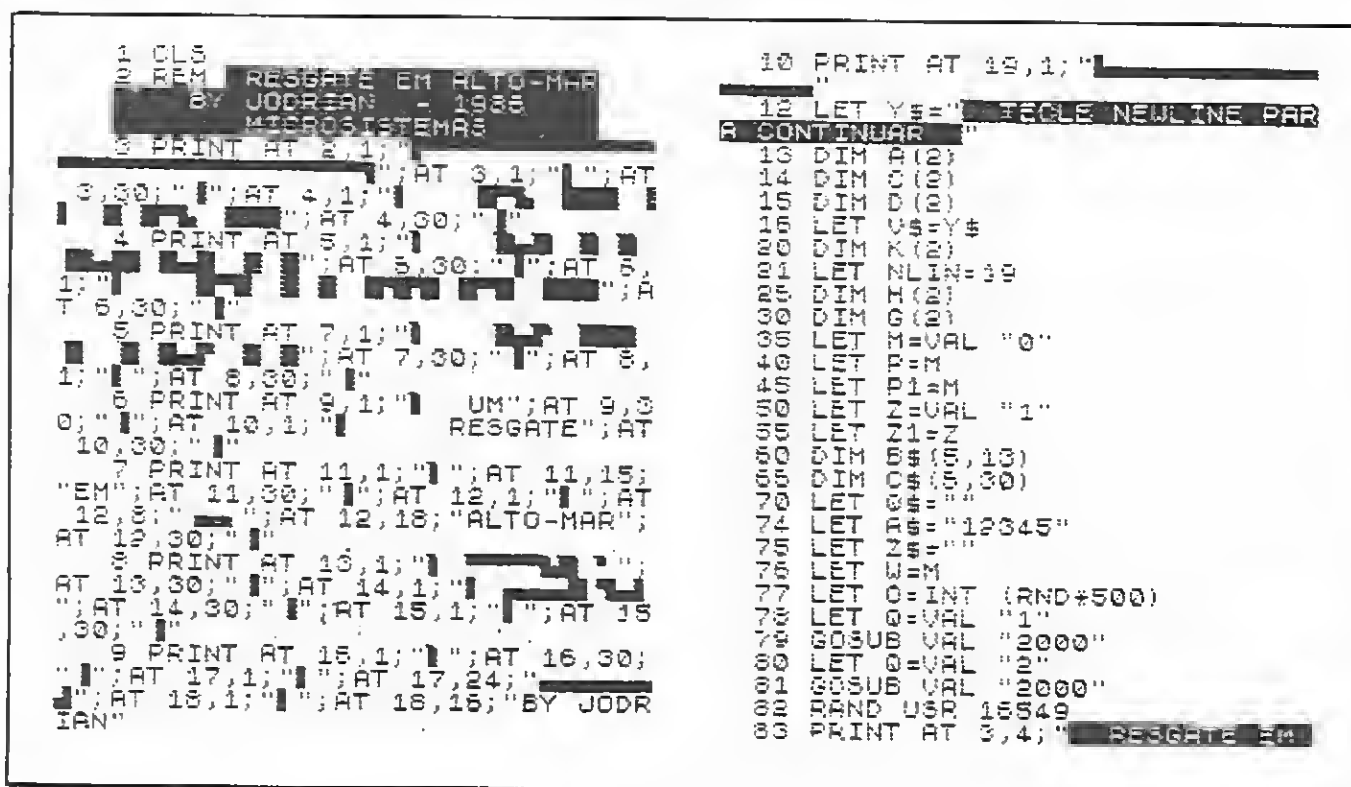 1 CLS
2 REM RESGATE EM ALTO-MAR
BY JODRIAN - 1988
MICROSISTEMAS
3 PRINT AT 2,1;"
";AT 3,1;" ";AT
3,30;" ";AT 4,1;"
";AT 4,30;" "
4 PRINT AT 5,1;"
";AT 5,30;" ";AT 6,
1;"
";A
T 6,30;" "
5 PRINT AT 7,1;"
";AT 7,30;" ";AT 8,
1;" ";AT 8,30;" "
6 PRINT AT 9,1;" UM";AT 9,3
0;" ";AT 10,1;" RESGATE";AT
10,30;" "
7 PRINT AT 11,1;" ";AT 11,15;
"EM";AT 11,30;" ";AT 12,1;" ";AT
12,8;" ";AT 12,18;"ALTO-MAR";
AT 12,30;" "
8 PRINT AT 13,1;" ";
AT 13,30;" ";AT 14,1;"
";AT 14,30;" ";AT 15,1;" ";AT 15
,30;" "
9 PRINT AT 16,1;" ";AT 16,30;
" ";AT 17,1;" ";AT 17,24;"
";AT 18,1;" ";AT 18,16;"BY JODR
IAN"
10 PRINT AT 19,1;"
"
12 LET Y$=" TECLE NEWLINE PAR
A CONTINUAR "
13 DIM A(2)
14 DIM C(2)
15 DIM D(2)
16 LET V$=Y$
20 DIM K(2)
21 LET NLIN=19
25 DIM H(2)
30 DIM G(2)
35 LET M=VAL "0"
40 LET P=M
45 LET P1=M
50 LET Z=VAL "1"
55 LET Z1=Z
60 DIM B$(5,13)
65 DIM C$(5,30)
70 LET =""
74 LET A$="12345"
75 LET Z$=""
76 LET W=M
77 LET O=INT (RND*500)
78 LET Q=VAL "1"
79 GOSUB VAL "2000"
80 LET Q=VAL "2"
81 GOSUB VAL "2000"
82 RAND USR 16549
83 PRINT AT 3,4;" RESGATE EM